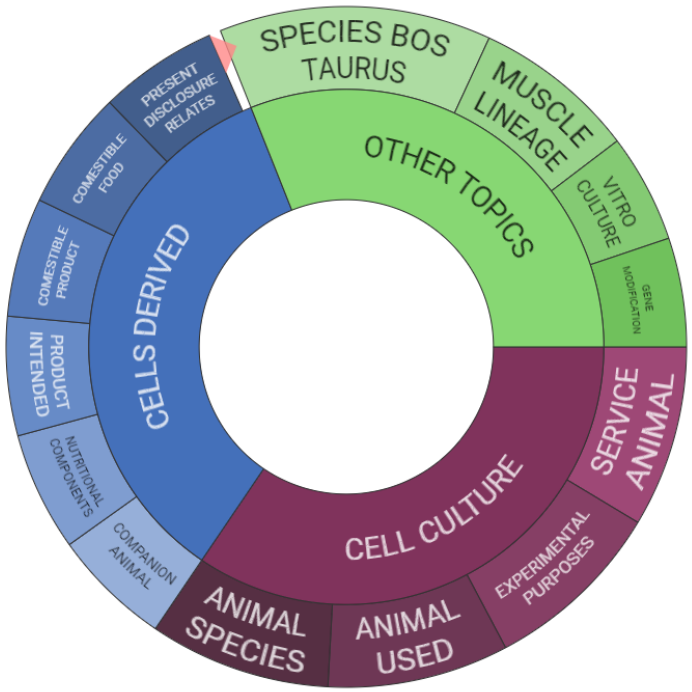 SPECIES BOS
TAURUS
MUSCLE
LINEAGE
VITRO
CULTURE
GENE
MODIFICATION
OTHER TOPICS
SERVICE
ANIMAL
EXPERIMENTAL
PURPOSES
ANIMAL
USED
ANIMAL
SPECIES
CELL CULTURE
COMPANION
ANIMAL
NUTRITIONAL
COMPONENTS
PRODUCT
INTENDED
COMESTIBLE
PRODUCT
COMESTIBLE
FOOD
PRESENT
DISCLOSURE
RELATES
CELLS DERIVED